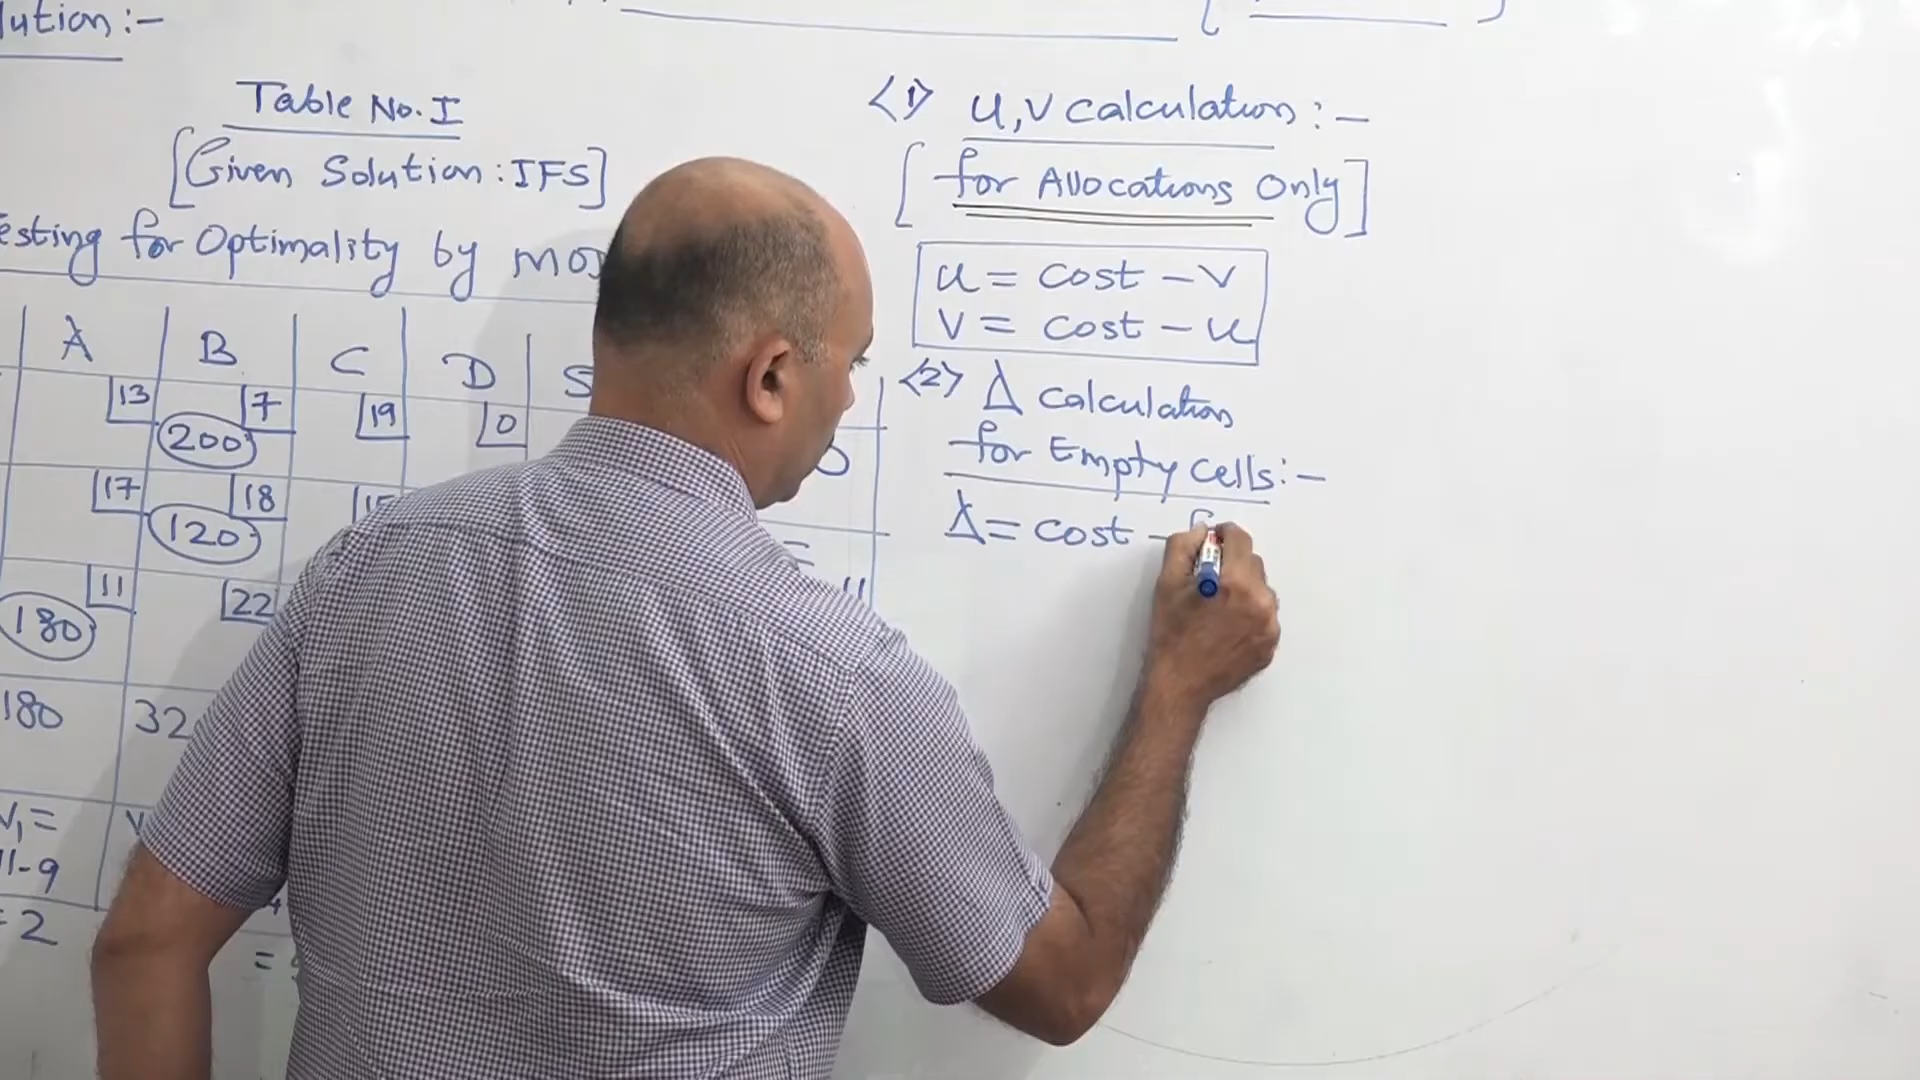 lution:-
Table No. I
[Given Solution: IFS]
esting for Optimality by
A B C D S
13 7 19 0
200
17 18 15
120
11 22
180
180 32
V₁ = V
11-9
= 2
=
<1> u,v calculation:-
[for Allocations Only]
u = cost - v
v = cost - u
<2> Δ calculation
for Empty cells:-
Δ = cost -